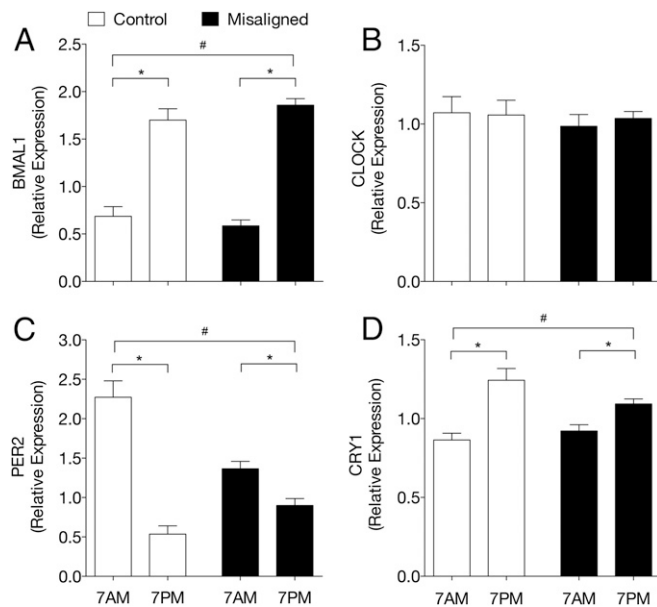 Control Misaligned
A
#
* *
2.5
2.0
1.5
1.0
0.5
0.0
BMAL1
(Relative Expression)
B
1.5
1.0
0.5
0.0
CLOCK
(Relative Expression)
C
#
* *
3.0
2.5
2.0
1.5
1.0
0.5
0.0
PER2
(Relative Expression)
7AM 7PM 7AM 7PM
D
#
* *
1.5
1.0
0.5
0.0
CRY1
(Relative Expression)
7AM 7PM 7AM 7PM